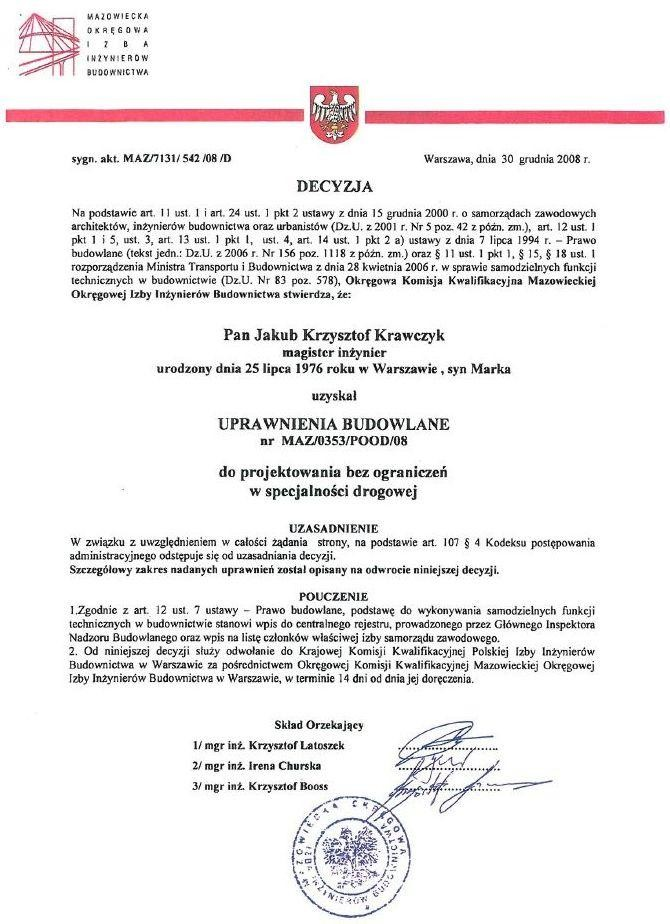 MAZOWIECKA
OKRĘGOWA
IZBA
INŻYNIERÓW
BUDOWNICTWA
sygn. akt. MAZ/7131/ 542 /08 /D
Warszawa, dnia 30 grudnia 2008 r.
DECYZJA
Na podstawie art. 11 ust. 1 i art. 24 ust. 1 pkt 2 ustawy z dnia 15 grudnia 2000 r. o samorządach zawodowych
architektów, inżynierów budownictwa oraz urbanistów (Dz.U. z 2001 r. Nr 5 poz. 42 z późn. zm.), art. 12 ust. 1
pkt 1 i 5, ust. 3, art. 13 ust. 1 pkt 1, ust. 4, art. 14 ust. 1 pkt 2 a) ustawy z dnia 7 lipca 1994 r. – Prawo
budowlane (tekst jedn.: Dz.U. z 2006 r. Nr 156 poz. 1118 z późn. zm.) oraz § 11 ust. 1 pkt 1, § 15, § 18 ust. 1
rozporządzenia Ministra Transportu i Budownictwa z dnia 28 kwietnia 2006 r. w sprawie samodzielnych funkcji
technicznych w budownictwie (Dz.U. Nr 83 poz. 578), Okręgowa Komisja Kwalifikacyjna Mazowieckiej
Okręgowej Izby Inżynierów Budownictwa stwierdza, że:
Pan Jakub Krzysztof Krawczyk
magister inżynier
urodzony dnia 25 lipca 1976 roku w Warszawie , syn Marka
uzyskał
UPRAWNIENIA BUDOWLANE
nr MAZ/0353/POOD/08
do projektowania bez ograniczeń
w specjalności drogowej
UZASADNIENIE
W związku z uwzględnieniem w całości żądania strony, na podstawie art. 107 § 4 Kodeksu postępowania
administracyjnego odstępuje się od uzasadniania decyzji.
Szczegółowy zakres nadanych uprawnień został opisany na odwrocie niniejszej decyzji.
POUCZENIE
1.Zgodnie z art. 12 ust. 7 ustawy – Prawo budowlane, podstawę do wykonywania samodzielnych funkcji
technicznych w budownictwie stanowi wpis do centralnego rejestru, prowadzonego przez Głównego Inspektora
Nadzoru Budowlanego oraz wpis na listę członków właściwej izby samorządu zawodowego.
2. Od niniejszej decyzji służy odwołanie do Krajowej Komisji Kwalifikacyjnej Polskiej Izby Inżynierów
Budownictwa w Warszawie za pośrednictwem Okręgowej Komisji Kwalifikacyjnej Mazowieckiej Okręgowej
Izby Inżynierów Budownictwa w Warszawie, w terminie 14 dni od dnia jej doręczenia.
Skład Orzekający
1/ mgr inż. Krzysztof Latoszek
2/ mgr inż. Irena Churska
3/ mgr inż. Krzysztof Booss
MAZOWIECKA OKRĘGOWA
IZBA INŻYNIERÓW BUDOWNICTWA